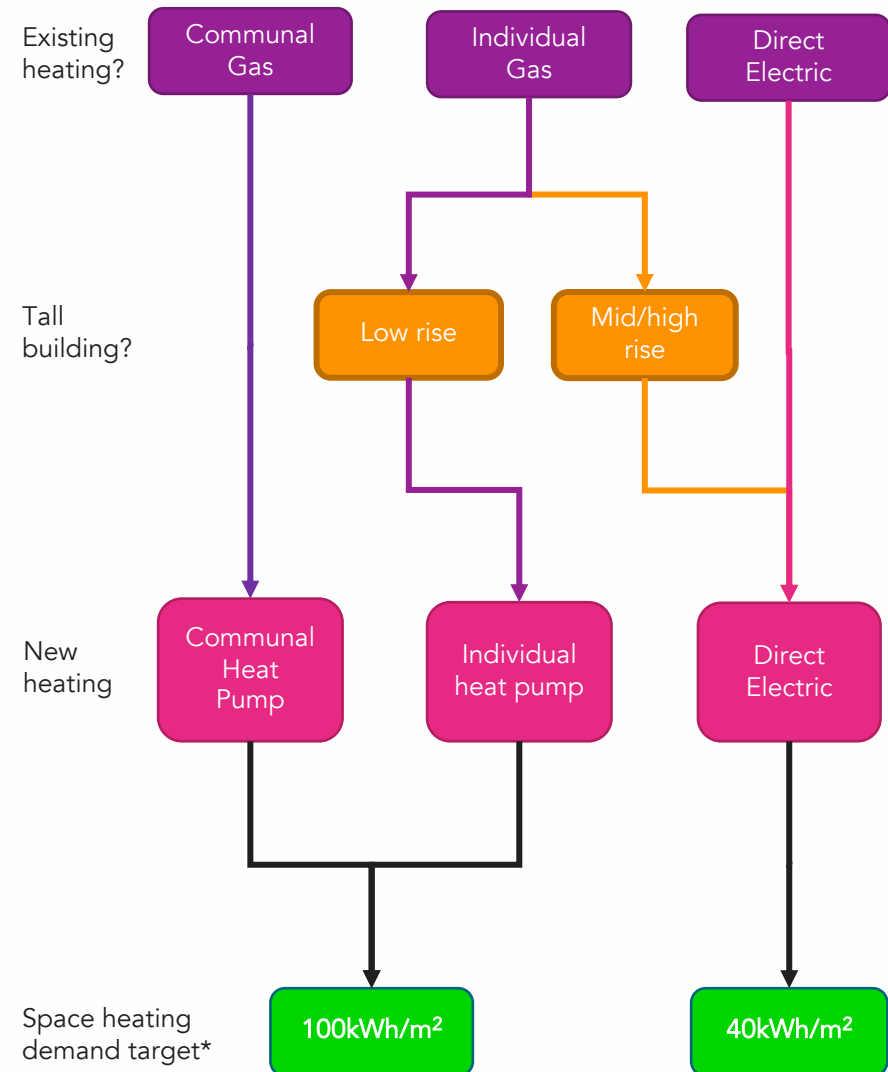 Existing
heating?
Communal
Gas
Individual
Gas
Direct
Electric
Tall
building?
Low rise
Mid/high
rise
New
heating
Communal
Heat
Pump
Individual
heat pump
Direct
Electric
Space heating
demand target*
100kWh/m²
40kWh/m²